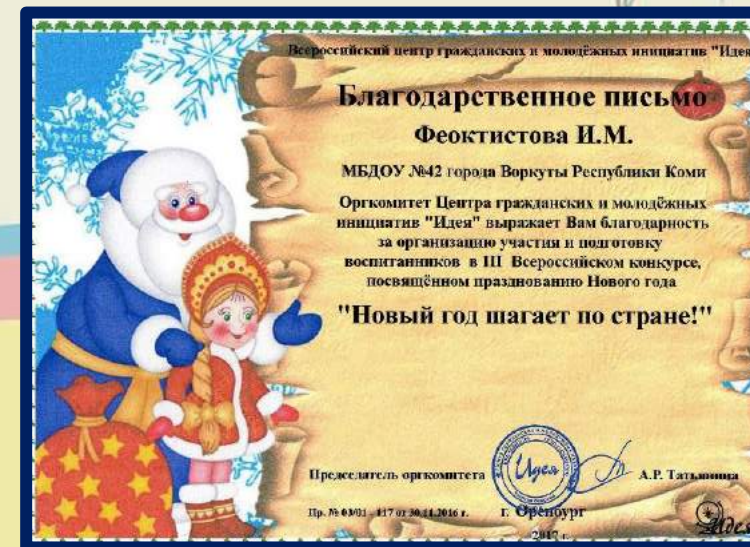 Всероссийский центр гражданских и молодёжных инициатив "Идея
Благодарственное письмо
Феоктистова И.М.
МБДОУ №42 города Воркуты Республики Коми
Оргкомитет Центра гражданских и молодёжных
инициатив "Идея" выражает Вам благодарность
за организацию участия и подготовку
воспитанников в III Всероссийском конкурсе,
посвящённом празднованию Нового года
"Новый год шагает по стране!"
Председатель оргкомитета
Идея
А.Р. Татьянина
Пр. № 03/01 - 117 от 30.11.2016 г.
г. Оренбург
2017 г.
Идея